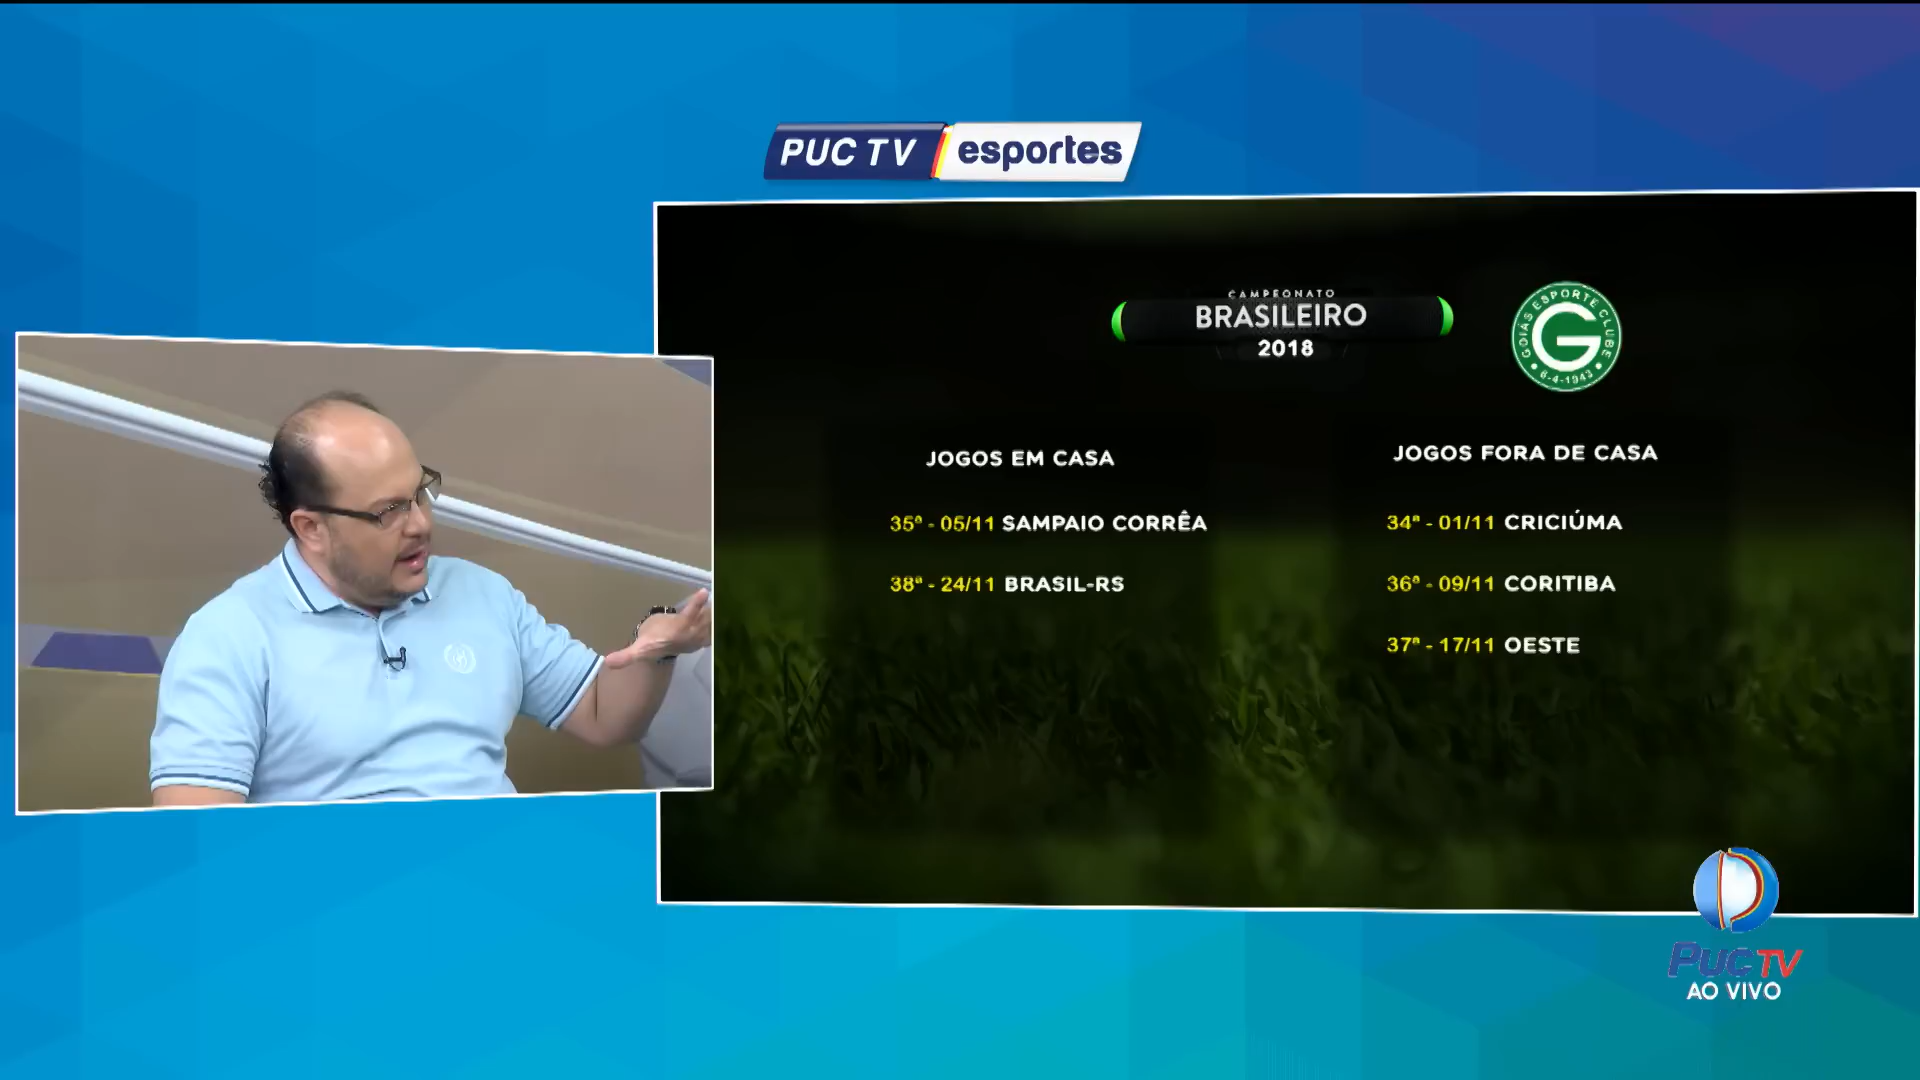 PUC TV esportes
CAMPEONATO
BRASILEIRO
2018
GOIÁS ESPORTE CLUBE
6-4-1943
JOGOS EM CASA
35ª - 05/11 SAMPAIO CORRÊA
38ª - 24/11 BRASIL-RS
JOGOS FORA DE CASA
34ª - 01/11 CRICIÚMA
36ª - 09/11 CORITIBA
37ª - 17/11 OESTE
PUC TV
AO VIVO